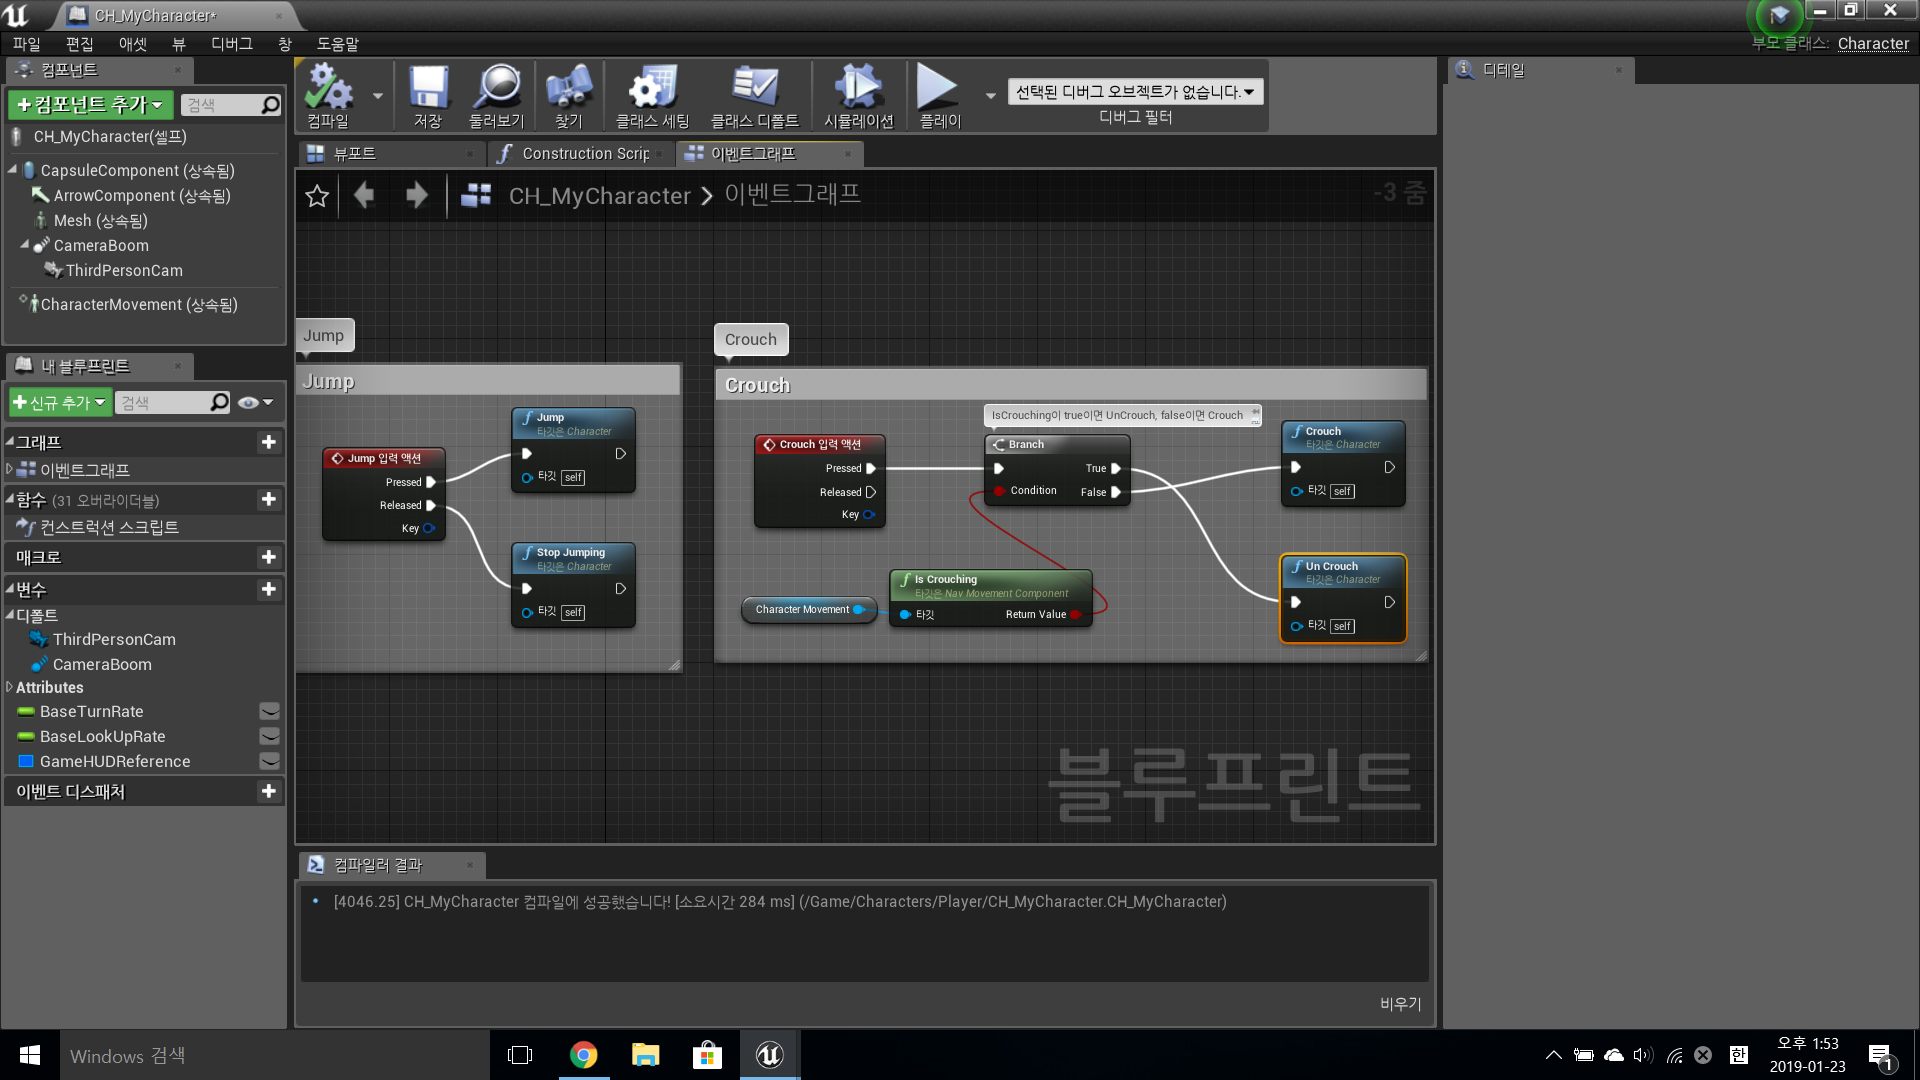 CH_MyCharacter*
파일 편집 애셋 뷰 디버그 창 도움말
부모 클래스: Character
컴포넌트
컴포넌트 추가
검색
CH_MyCharacter(셀프)
CapsuleComponent (상속됨)
ArrowComponent (상속됨)
Mesh (상속됨)
CameraBoom
ThirdPersonCam
CharacterMovement (상속됨)
내 블루프린트
신규 추가
검색
그래프
이벤트그래프
함수 (31 오버라이더블)
컨스트럭션 스크립트
매크로
변수
디폴트
ThirdPersonCam
CameraBoom
Attributes
BaseTurnRate
BaseLookUpRate
GameHUDReference
이벤트 디스패처
컴파일
저장
둘러보기
찾기
클래스 세팅
클래스 디폴트
시뮬레이션
플레이
선택된 디버그 오브젝트가 없습니다.
디버그 필터
뷰포트
Construction Scrip
이벤트그래프
CH_MyCharacter > 이벤트그래프
-3 줌
Jump
Jump
Jump 입력 액션
Pressed
Released
Key
Jump
타깃은 Character
타깃 self
Stop Jumping
타깃은 Character
타깃 self
Crouch
Crouch
Crouch 입력 액션
Pressed
Released
Key
IsCrouching이 true이면 UnCrouch, false이면 Crouch
Branch
True
Condition
False
Character Movement
Is Crouching
타깃은 Nav Movement Component
타깃
Return Value
Crouch
타깃은 Character
타깃 self
Un Crouch
타깃은 Character
타깃 self
블루프린트
컴파일러 결과
[4046.25] CH_MyCharacter 컴파일에 성공했습니다! [소요시간 284 ms] (/Game/Characters/Player/CH_MyCharacter.CH_MyCharacter)
비우기
디테일
Windows 검색
한
오후 1:53
2019-01-23
1